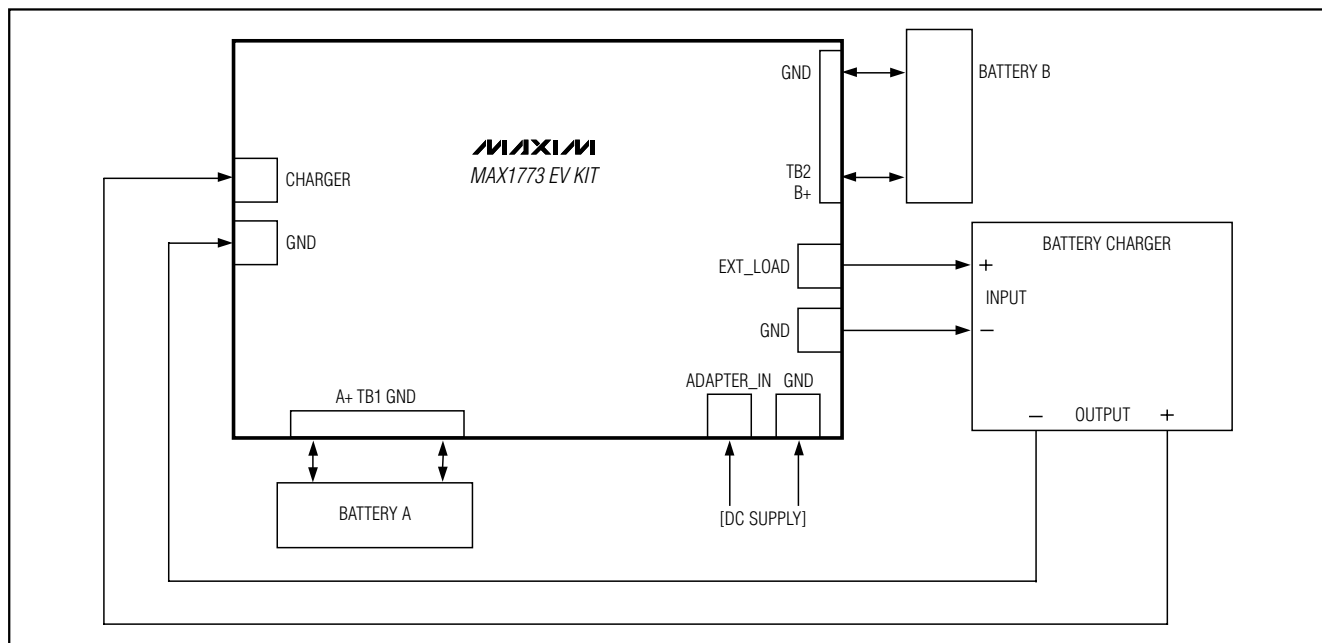 GND
BATTERY B
MAXIM
MAX1773 EV KIT
CHARGER
TB2
B+
GND
BATTERY CHARGER
EXT_LOAD
+
INPUT
GND
−
ADAPTER_IN GND
A+ TB1 GND
− OUTPUT +
BATTERY A
[DC SUPPLY]